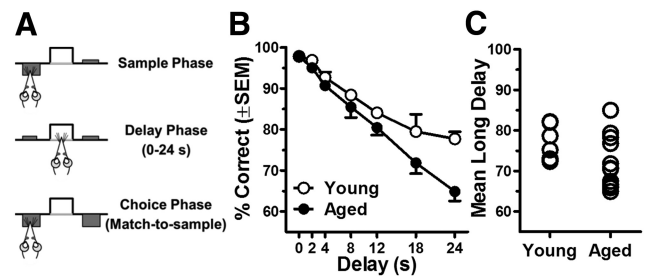 A
Sample Phase
Delay Phase
(0-24 s)
Choice Phase
(Match-to-sample)
B
% Correct (±SEM)
100
90
80
70
60
Young
Aged
0 2 4 8 12 18 24
Delay (s)
C
Mean Long Delay
100
90
80
70
60
Young Aged